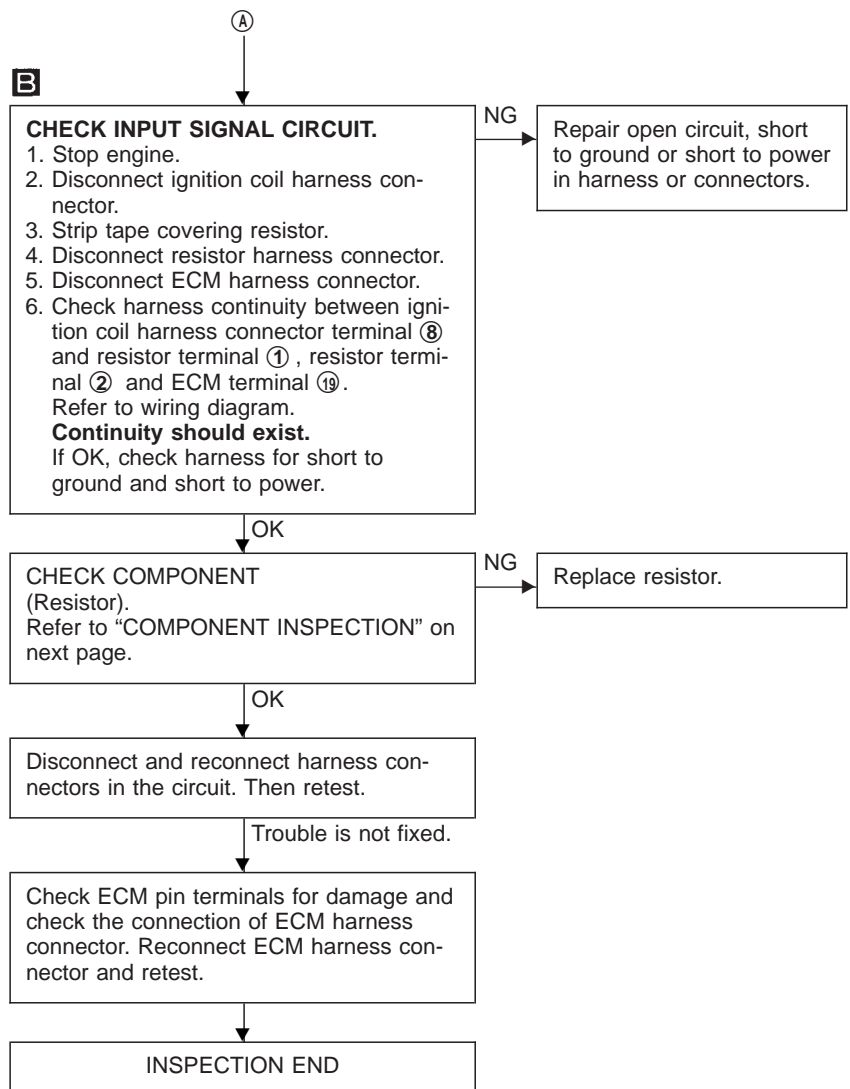 Ⓐ
B
CHECK INPUT SIGNAL CIRCUIT.
1. Stop engine.
2. Disconnect ignition coil harness con-
nector.
3. Strip tape covering resistor.
4. Disconnect resistor harness connector.
5. Disconnect ECM harness connector.
6. Check harness continuity between igni-
tion coil harness connector terminal ⑧
and resistor terminal ① , resistor termi-
nal ② and ECM terminal ⑲.
Refer to wiring diagram.
Continuity should exist.
If OK, check harness for short to
ground and short to power.
NG
Repair open circuit, short
to ground or short to power
in harness or connectors.
OK
CHECK COMPONENT
(Resistor).
Refer to “COMPONENT INSPECTION” on
next page.
NG
Replace resistor.
OK
Disconnect and reconnect harness con-
nectors in the circuit. Then retest.
Trouble is not fixed.
Check ECM pin terminals for damage and
check the connection of ECM harness
connector. Reconnect ECM harness con-
nector and retest.
INSPECTION END